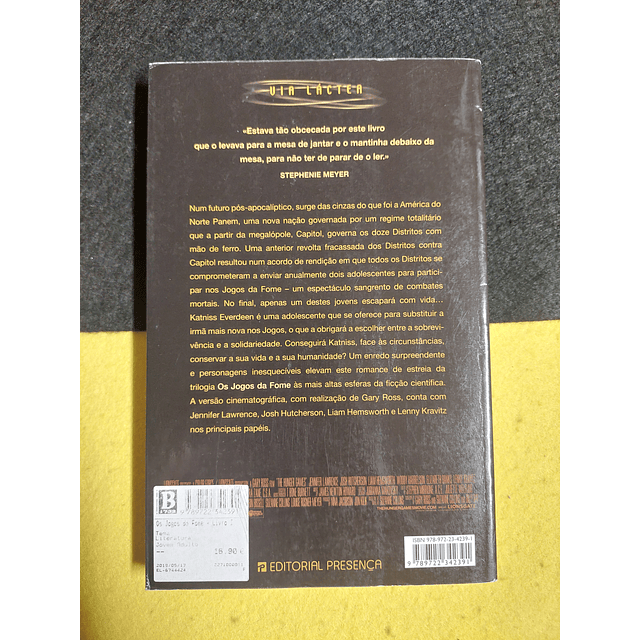 VIA LÁCTEA
«Estava tão obcecada por este livro
que o levava para a mesa de jantar e o mantinha debaixo da
mesa, para não ter de parar de o ler.»
STEPHENIE MEYER
Num futuro pós-apocalíptico, surge das cinzas do que foi a América do
Norte Panem, uma nova nação governada por um regime totalitário
que a partir da megalópole, Capitol, governa os doze Distritos com
mão de ferro. Uma anterior revolta fracassada dos Distritos contra
Capitol resultou num acordo de rendição em que todos os Distritos se
comprometeram a enviar anualmente dois adolescentes para partici-
par nos Jogos da Fome – um espectáculo sangrento de combates
mortais. No final, apenas um destes jovens escapará com vida...
Katniss Everdeen é uma adolescente que se oferece para substituir a
irmã mais nova nos Jogos, o que a obrigará a escolher entre a sobrevi-
vência e a solidariedade. Conseguirá Katniss, face às circunstâncias,
conservar a sua vida e a sua humanidade? Um enredo surpreendente
e personagens inesquecíveis elevam este romance de estreia da
trilogia Os Jogos da Fome às mais altas esferas da ficção científica.
A versão cinematográfica, com realização de Gary Ross, conta com
Jennifer Lawrence, Josh Hutcherson, Liam Hemsworth e Lenny Kravitz
nos principais papéis.
LIONSGATE
B
Os Jogos da Fome - Livro 1
Tema
Literatura
18.90
EDITORIAL PRESENÇA
ISBN 978-972-23-4239-1
9 789722 342391